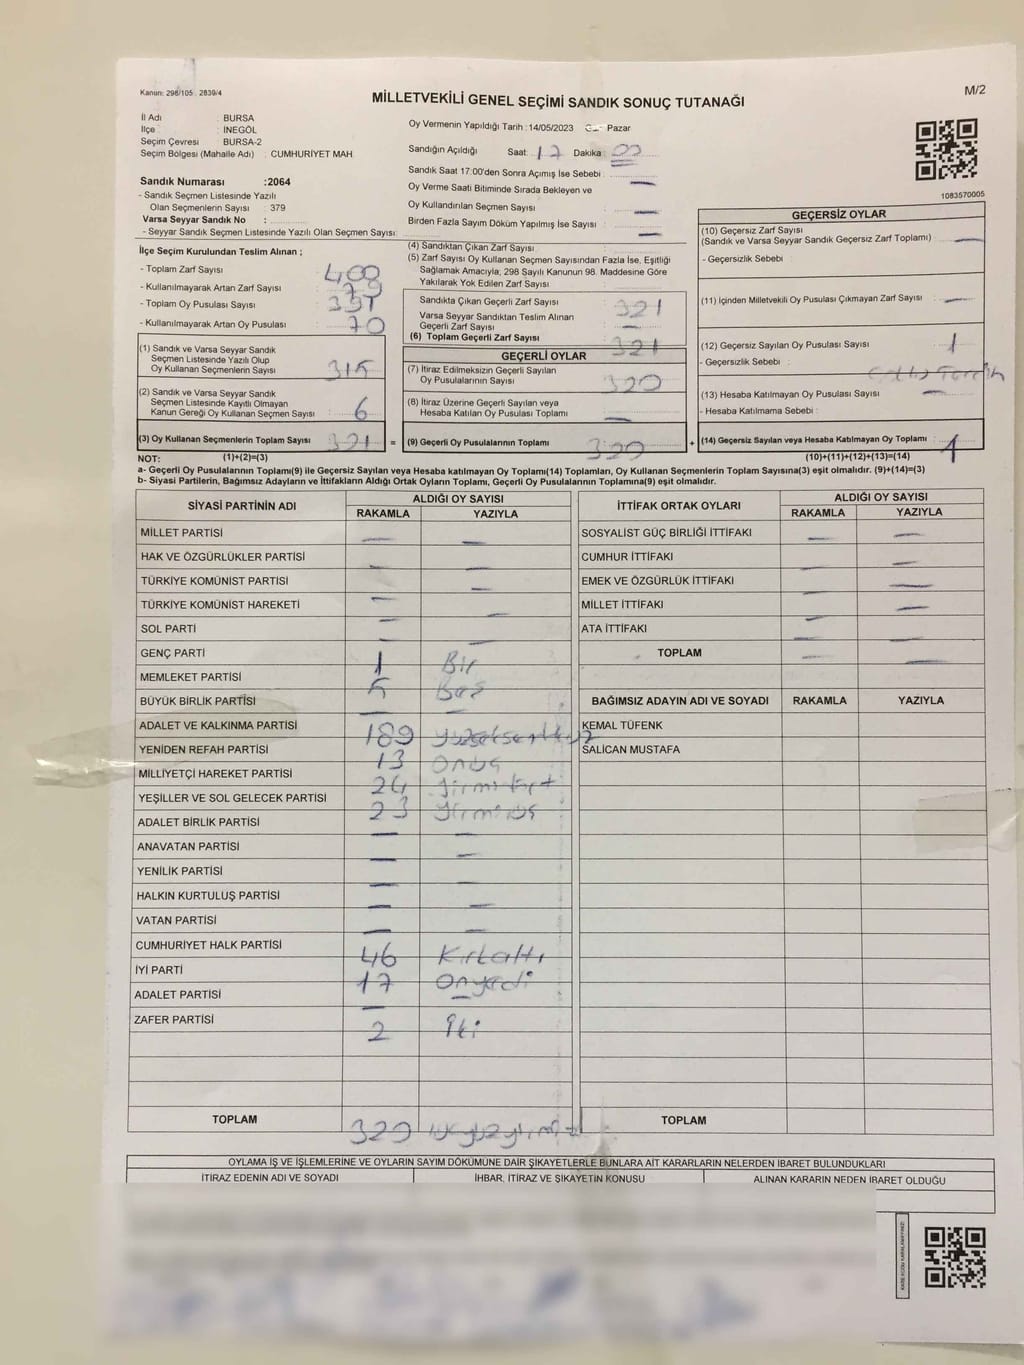 Kanun: 298/105 2839/4
MİLLETVEKİLİ GENEL SEÇİMİ SANDIK SONUÇ TUTANAĞI
M/2
İl Adı : BURSA
İlçe : İNEGÖL
Seçim Çevresi : BURSA-2
Seçim Bölgesi (Mahalle Adı) : CUMHURİYET MAH
Sandık Numarası :2064
- Sandık Seçmen Listesinde Yazılı
Olan Seçmenlerin Sayısı : 379
Varsa Seyyar Sandık No :
- Seyyar Sandık Seçmen Listesinde Yazılı Olan Seçmen Sayısı:
Oy Vermenin Yapıldığı Tarih : 14/05/2023 Pazar
Sandığın Açıldığı Saat: 17 Dakika : 00
Sandık Saat 17:00'den Sonra Açımış İse Sebebi : —
Oy Verme Saati Bitiminde Sırada Bekleyen ve
Oy Kullandırılan Seçmen Sayısı : —
Birden Fazla Sayım Döküm Yapılmış İse Sayısı : —
1083570005
İlçe Seçim Kurulundan Teslim Alınan ;
- Toplam Zarf Sayısı : 400
- Kullanılmayarak Artan Zarf Sayısı : 79
- Toplam Oy Pusulası Sayısı :
- Kullanılmayarak Artan Oy Pusulası : 70
(1) Sandık ve Varsa Seyyar Sandık
Seçmen Listesinde Yazılı Olup
Oy Kullanan Seçmenlerin Sayısı : 315
(2) Sandık ve Varsa Seyyar Sandık
Seçmen Listesinde Kayıtlı Olmayan
Kanun Gereği Oy Kullanan Seçmen Sayısı : 6
(3) Oy Kullanan Seçmenlerin Toplam Sayısı : 321 =
(4) Sandıktan Çıkan Zarf Sayısı :
(5) Zarf Sayısı Oy Kullanan Seçmen Sayısından Fazla İse, Eşitliği
Sağlamak Amacıyla; 298 Sayılı Kanunun 98. Maddesine Göre
Yakılarak Yok Edilen Zarf Sayısı :
Sandıkta Çıkan Geçerli Zarf Sayısı : 321
Varsa Seyyar Sandıktan Teslim Alınan
Geçerli Zarf Sayısı : —
(6) Toplam Geçerli Zarf Sayısı : 321
GEÇERLİ OYLAR
(7) İtiraz Edilmeksizin Geçerli Sayılan
Oy Pusulalarının Sayısı : 320
(8) İtiraz Üzerine Geçerli Sayılan veya
Hesaba Katılan Oy Pusulası Toplamı : —
(9) Geçerli Oy Pusulalarının Toplamı : 320 +
GEÇERSİZ OYLAR
(10) Geçersiz Zarf Sayısı
(Sandık ve Varsa Seyyar Sandık Geçersiz Zarf Toplamı) : —
- Geçersizlik Sebebi :
(11) İçinden Milletvekili Oy Pusulası Çıkmayan Zarf Sayısı : —
(12) Geçersiz Sayılan Oy Pusulası Sayısı : 1
- Geçersizlik Sebebi :
(13) Hesaba Katılmayan Oy Pusulası Sayısı : —
- Hesaba Katılmama Sebebi :
(14) Geçersiz Sayılan veya Hesaba Katılmayan Oy Toplamı : 1
NOT: (1)+(2)=(3) (10)+(11)+(12)+(13)=(14)
a- Geçerli Oy Pusulalarının Toplamı(9) ile Geçersiz Sayılan veya Hesaba katılmayan Oy Toplamı(14) Toplamları, Oy Kullanan Seçmenlerin Toplam Sayısına(3) eşit olmalıdır. (9)+(14)=(3)
b- Siyasi Partilerin, Bağımsız Adayların ve İttifakların Aldığı Ortak Oyların Toplamı, Geçerli Oy Pusulalarının Toplamına(9) eşit olmalıdır.
SİYASİ PARTİNİN ADI ALDIĞI OY SAYISI
RAKAMLA YAZIYLA
MİLLET PARTİSİ — —
HAK VE ÖZGÜRLÜKLER PARTİSİ — —
TÜRKİYE KOMÜNİST PARTİSİ —
TÜRKİYE KOMÜNİST HAREKETİ — —
SOL PARTİ — —
GENÇ PARTİ 1 Bir
MEMLEKET PARTİSİ 5 Beş
BÜYÜK BİRLİK PARTİSİ — —
ADALET VE KALKINMA PARTİSİ 189 yüzseksendokuz
YENİDEN REFAH PARTİSİ 13 onüç
MİLLİYETÇİ HAREKET PARTİSİ 24 yirmidört
YEŞİLLER VE SOL GELECEK PARTİSİ 23 yirmiüç
ADALET BİRLİK PARTİSİ — —
ANAVATAN PARTİSİ — —
YENİLİK PARTİSİ — —
HALKIN KURTULUŞ PARTİSİ — —
VATAN PARTİSİ — —
CUMHURİYET HALK PARTİSİ 46 Kırkaltı
İYİ PARTİ 17 Onyedi
ADALET PARTİSİ — —
ZAFER PARTİSİ 2 İki
TOPLAM 320 üçyüzyirmi
İTTİFAK ORTAK OYLARI ALDIĞI OY SAYISI
RAKAMLA YAZIYLA
SOSYALİST GÜÇ BİRLİĞİ İTTİFAKI — —
CUMHUR İTTİFAKI — —
EMEK VE ÖZGÜRLÜK İTTİFAKI — —
MİLLET İTTİFAKI — —
ATA İTTİFAKI —
TOPLAM — —
BAĞIMSIZ ADAYIN ADI VE SOYADI RAKAMLA YAZIYLA
KEMAL TÜFENK
SALİCAN MUSTAFA
TOPLAM
OYLAMA İŞ VE İŞLEMLERİNE VE OYLARIN SAYIM DÖKÜMÜNE DAİR ŞİKAYETLERLE BUNLARA AİT KARARLARIN NELERDEN İBARET BULUNDUKLARI
İTİRAZ EDENİN ADI VE SOYADI İHBAR, İTİRAZ VE ŞİKAYETİN KONUSU ALINAN KARARIN NEDEN İBARET OLDUĞU